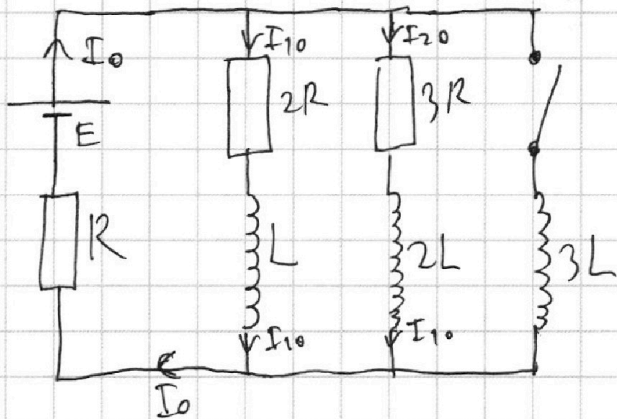 I₀ I₁₀ I₂₀
2R 3R
E
R L 2L 3L
I₁₀ I₁₀
I₀